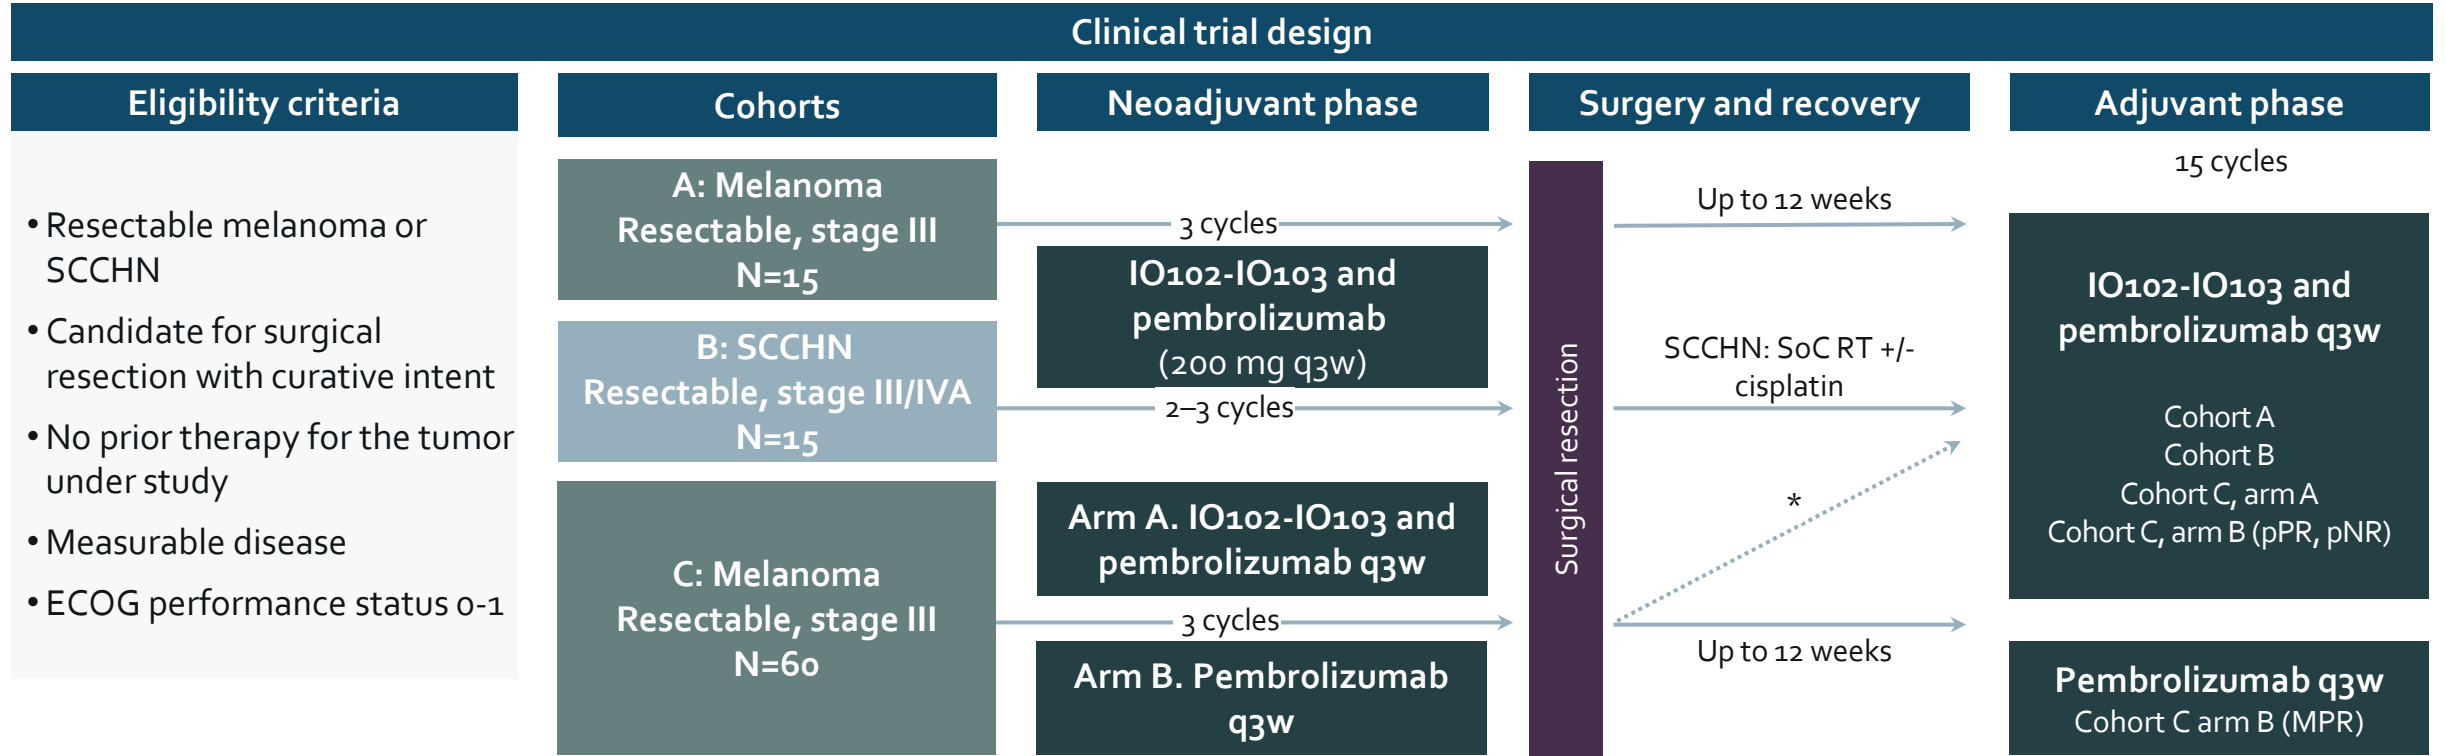 Clinical trial design
Eligibility criteria
• Resectable melanoma or
SCCHN
• Candidate for surgical
resection with curative intent
• No prior therapy for the tumor
under study
• Measurable disease
• ECOG performance status 0-1
Cohorts
A: Melanoma
Resectable, stage III
N=15
B: SCCHN
Resectable, stage III/IVA
N=15
C: Melanoma
Resectable, stage III
N=60
Neoadjuvant phase
3 cycles
IO102-IO103 and
pembrolizumab
(200 mg q3w)
2–3 cycles
Arm A. IO102-IO103 and
pembrolizumab q3w
3 cycles
Arm B. Pembrolizumab
q3w
Surgery and recovery
Surgical resection
Up to 12 weeks
SCCHN: SoC RT +/-
cisplatin
*
Up to 12 weeks
Adjuvant phase
15 cycles
IO102-IO103 and
pembrolizumab q3w
Cohort A
Cohort B
Cohort C, arm A
Cohort C, arm B (pPR, pNR)
Pembrolizumab q3w
Cohort C arm B (MPR)